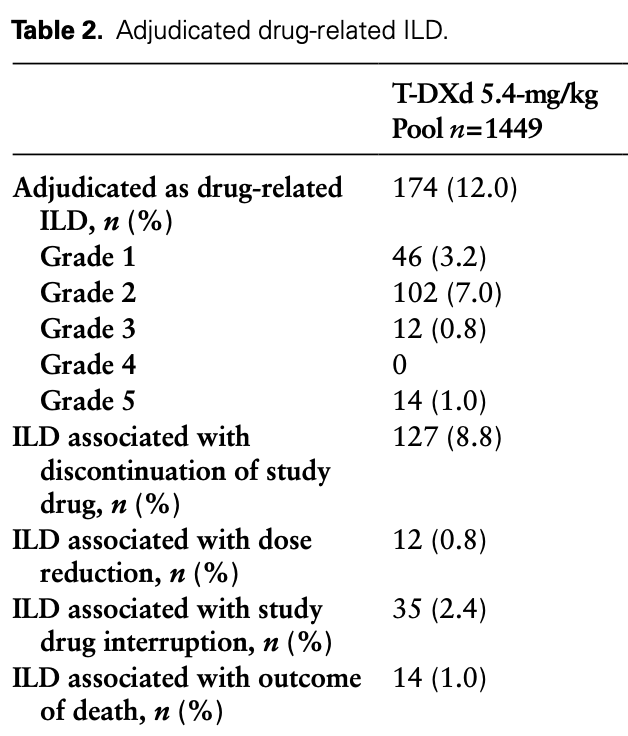 Table 2. Adjudicated drug-related ILD.
T-DXd 5.4-mg/kg
Pool n=1449
Adjudicated as drug-related 174 (12.0)
ILD, n (%)
Grade 1 46 (3.2)
Grade 2 102 (7.0)
Grade 3 12 (0.8)
Grade 4 0
Grade 5 14 (1.0)
ILD associated with 127 (8.8)
discontinuation of study
drug, n (%)
ILD associated with dose 12 (0.8)
reduction, n (%)
ILD associated with study 35 (2.4)
drug interruption, n (%)
ILD associated with outcome 14 (1.0)
of death, n (%)